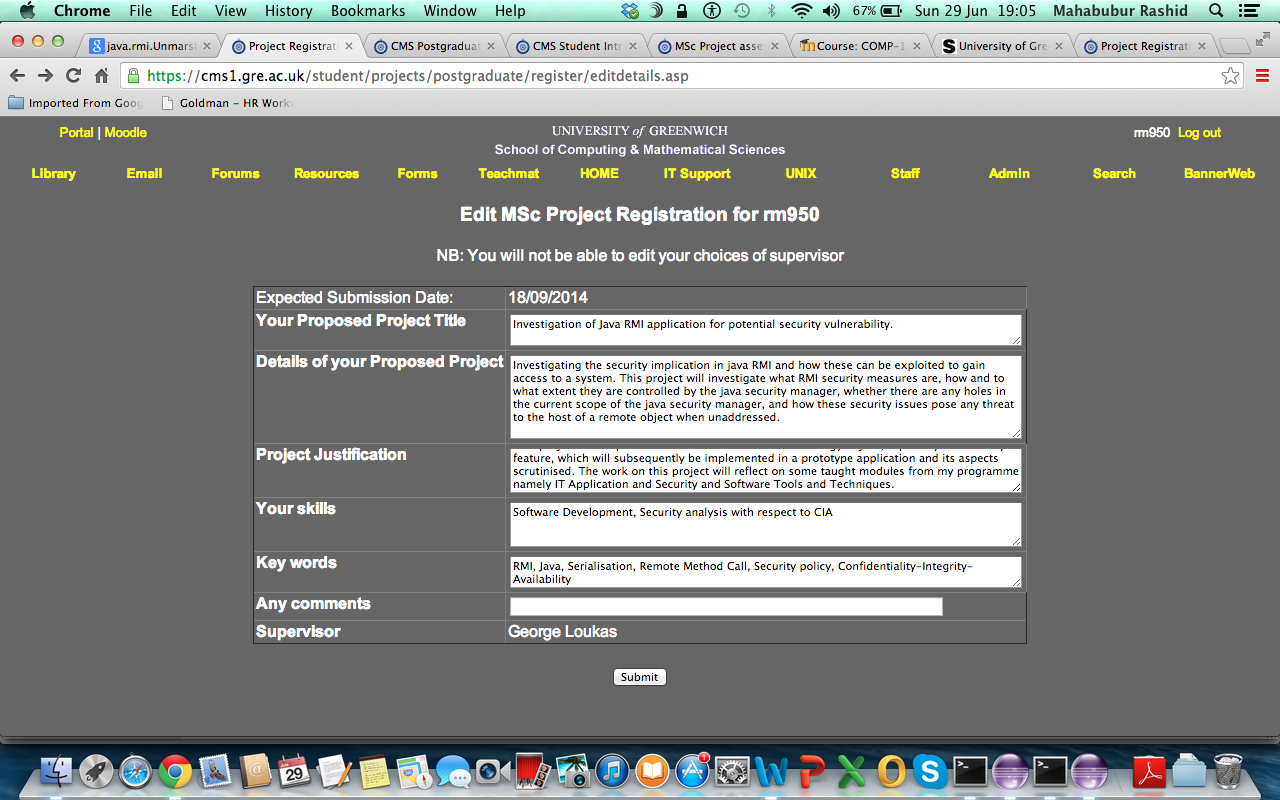 Chrome File Edit View History Bookmarks Window Help 67% Sun 29 Jun 19:05 Mahabubur Rashid
java.rmi.Unmarsh Project Registrat CMS Postgraduat CMS Student Intr MSc Project asse Course: COMP-1 University of Gre Project Registrat
https://cms1.gre.ac.uk/student/projects/postgraduate/register/editdetails.asp
Imported From Goog Goldman - HR Work
Portal | Moodle UNIVERSITY of GREENWICH rm950 Log out
School of Computing & Mathematical Sciences
Library Email Forums Resources Forms Teachmat HOME IT Support UNIX Staff Admin Search BannerWeb
Edit MSc Project Registration for rm950
NB: You will not be able to edit your choices of supervisor
Expected Submission Date: 18/09/2014
Your Proposed Project Title Investigation of Java RMI application for potential security vulnerability.
Details of your Proposed Project Investigating the security implication in java RMI and how these can be exploited to gain
access to a system. This project will investigate what RMI security measures are, how and to
what extent they are controlled by the java security manager, whether there are any holes in
the current scope of the java security manager, and how these security issues pose any threat
to the host of a remote object when unaddressed.
Project Justification
feature, which will subsequently be implemented in a prototype application and its aspects
scrutinised. The work on this project will reflect on some taught modules from my programme
namely IT Application and Security and Software Tools and Techniques.
Your skills Software Development, Security analysis with respect to CIA
Key words RMI, Java, Serialisation, Remote Method Call, Security policy, Confidentiality-Integrity-
Availability
Any comments
Supervisor George Loukas
Submit